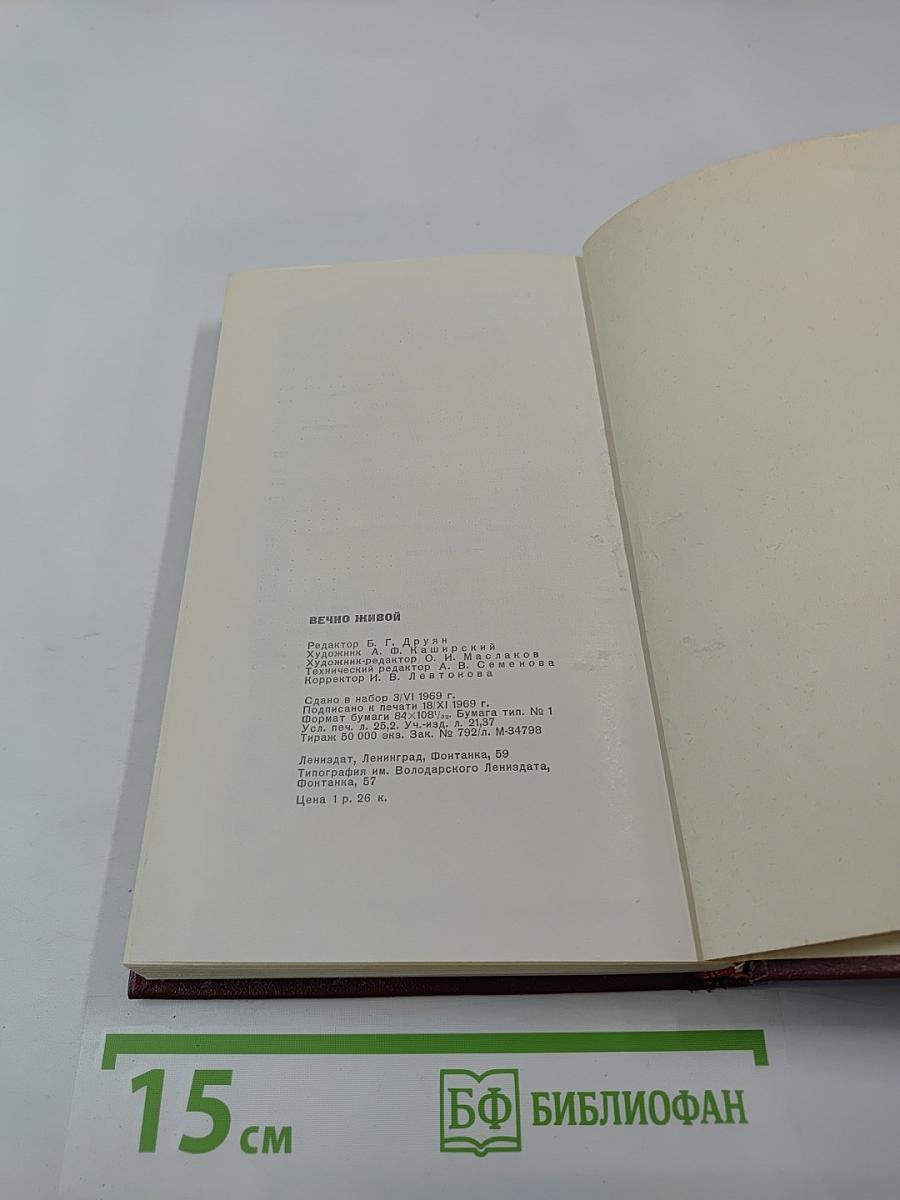 ВЕЧНО ЖИВОЙ
Редактор Б. Г. Друян
Художник А. Ф. Каширский
Художник-редактор О. И. Маслаков
Технический редактор А. В. Семенова
Корректор И. В. Левтонова
Сдано в набор 3/VI 1969 г.
Подписано к печати 18/XI 1969 г.
Формат бумаги 84×108¹/₃₂. Бумага тип. № 1
Усл. печ. л. 25,2. Уч.-изд. л. 21,37
Тираж 50 000 экз. Зак. № 792/л. М-34798
Лениздат, Ленинград, Фонтанка, 59
Типография им. Володарского Лениздата,
Фонтанка, 57
Цена 1 р. 26 к.
15 см
БФ БИБЛИОФАН